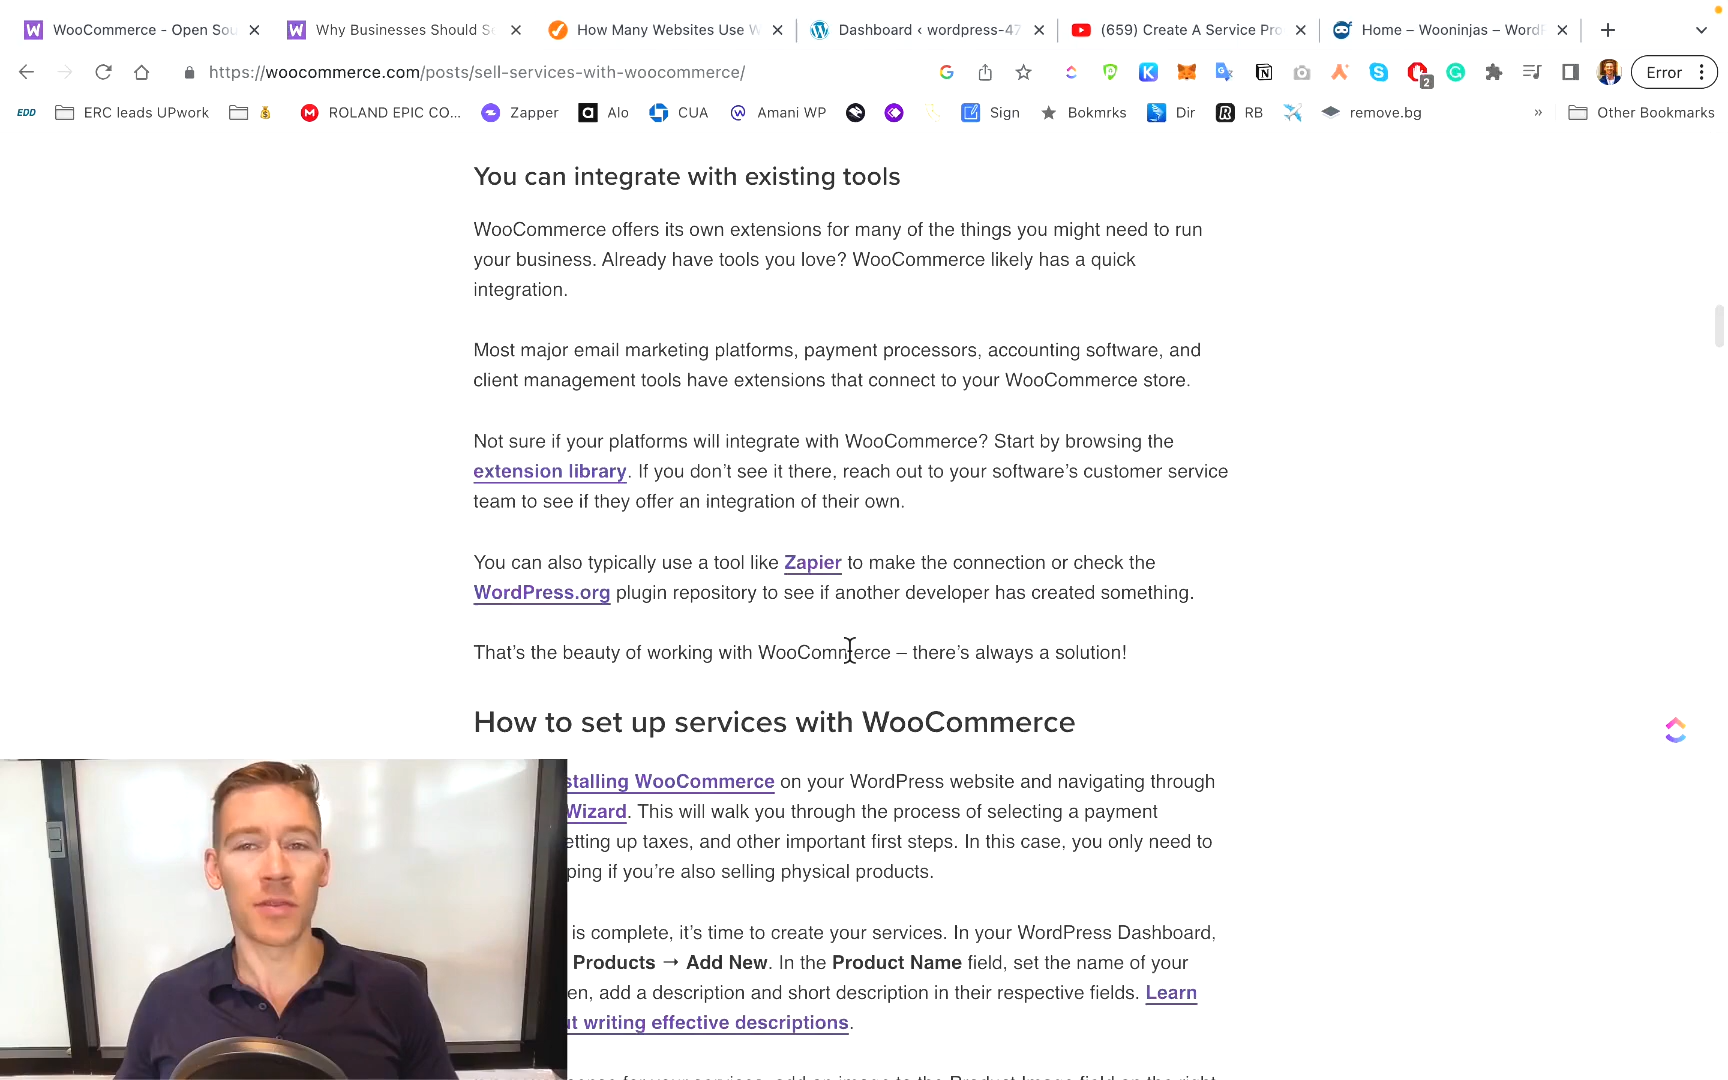 WooCommerce - Open Sou
Why Businesses Should Se
How Many Websites Use W
Dashboard ‹ wordpress-47
(659) Create A Service Pro
Home – Wooninjas – WordP
https://woocommerce.com/posts/sell-services-with-woocommerce/
2
Error
EDD
ERC leads UPwork
ROLAND EPIC CO...
Zapper
Alo
CUA
Amani WP
Sign
Bokmrks
Dir
RB
remove.bg
»
Other Bookmarks
You can integrate with existing tools
WooCommerce offers its own extensions for many of the things you might need to run
your business. Already have tools you love? WooCommerce likely has a quick
integration.
Most major email marketing platforms, payment processors, accounting software, and
client management tools have extensions that connect to your WooCommerce store.
Not sure if your platforms will integrate with WooCommerce? Start by browsing the
extension library. If you don’t see it there, reach out to your software’s customer service
team to see if they offer an integration of their own.
You can also typically use a tool like Zapier to make the connection or check the
WordPress.org plugin repository to see if another developer has created something.
That’s the beauty of working with WooCommerce – there’s always a solution!
How to set up services with WooCommerce
stalling WooCommerce on your WordPress website and navigating through
Wizard. This will walk you through the process of selecting a payment
etting up taxes, and other important first steps. In this case, you only need to
ping if you’re also selling physical products.
is complete, it’s time to create your services. In your WordPress Dashboard,
Products → Add New. In the Product Name field, set the name of your
en, add a description and short description in their respective fields. Learn
t writing effective descriptions.